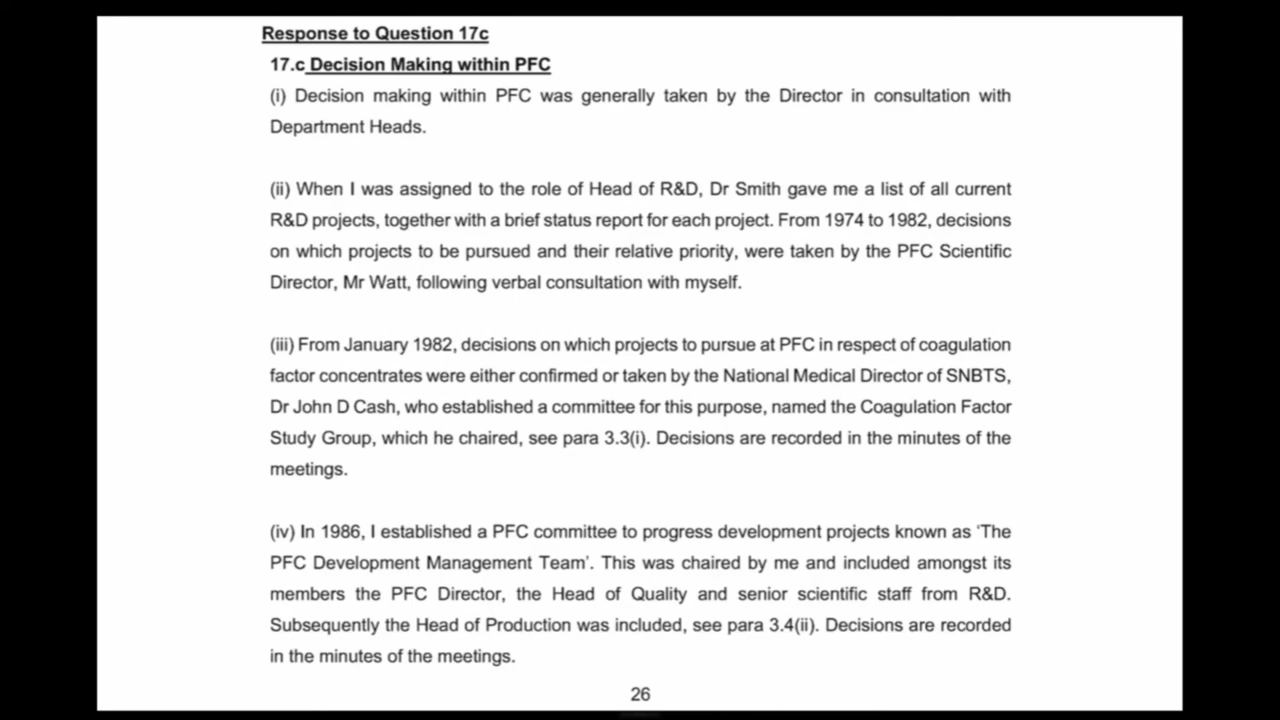 Response to Question 17c
17.c Decision Making within PFC
(i) Decision making within PFC was generally taken by the Director in consultation with
Department Heads.
(ii) When I was assigned to the role of Head of R&D, Dr Smith gave me a list of all current
R&D projects, together with a brief status report for each project. From 1974 to 1982, decisions
on which projects to be pursued and their relative priority, were taken by the PFC Scientific
Director, Mr Watt, following verbal consultation with myself.
(iii) From January 1982, decisions on which projects to pursue at PFC in respect of coagulation
factor concentrates were either confirmed or taken by the National Medical Director of SNBTS,
Dr John D Cash, who established a committee for this purpose, named the Coagulation Factor
Study Group, which he chaired, see para 3.3(i). Decisions are recorded in the minutes of the
meetings.
(iv) In 1986, I established a PFC committee to progress development projects known as ‘The
PFC Development Management Team’. This was chaired by me and included amongst its
members the PFC Director, the Head of Quality and senior scientific staff from R&D.
Subsequently the Head of Production was included, see para 3.4(ii). Decisions are recorded
in the minutes of the meetings.
26